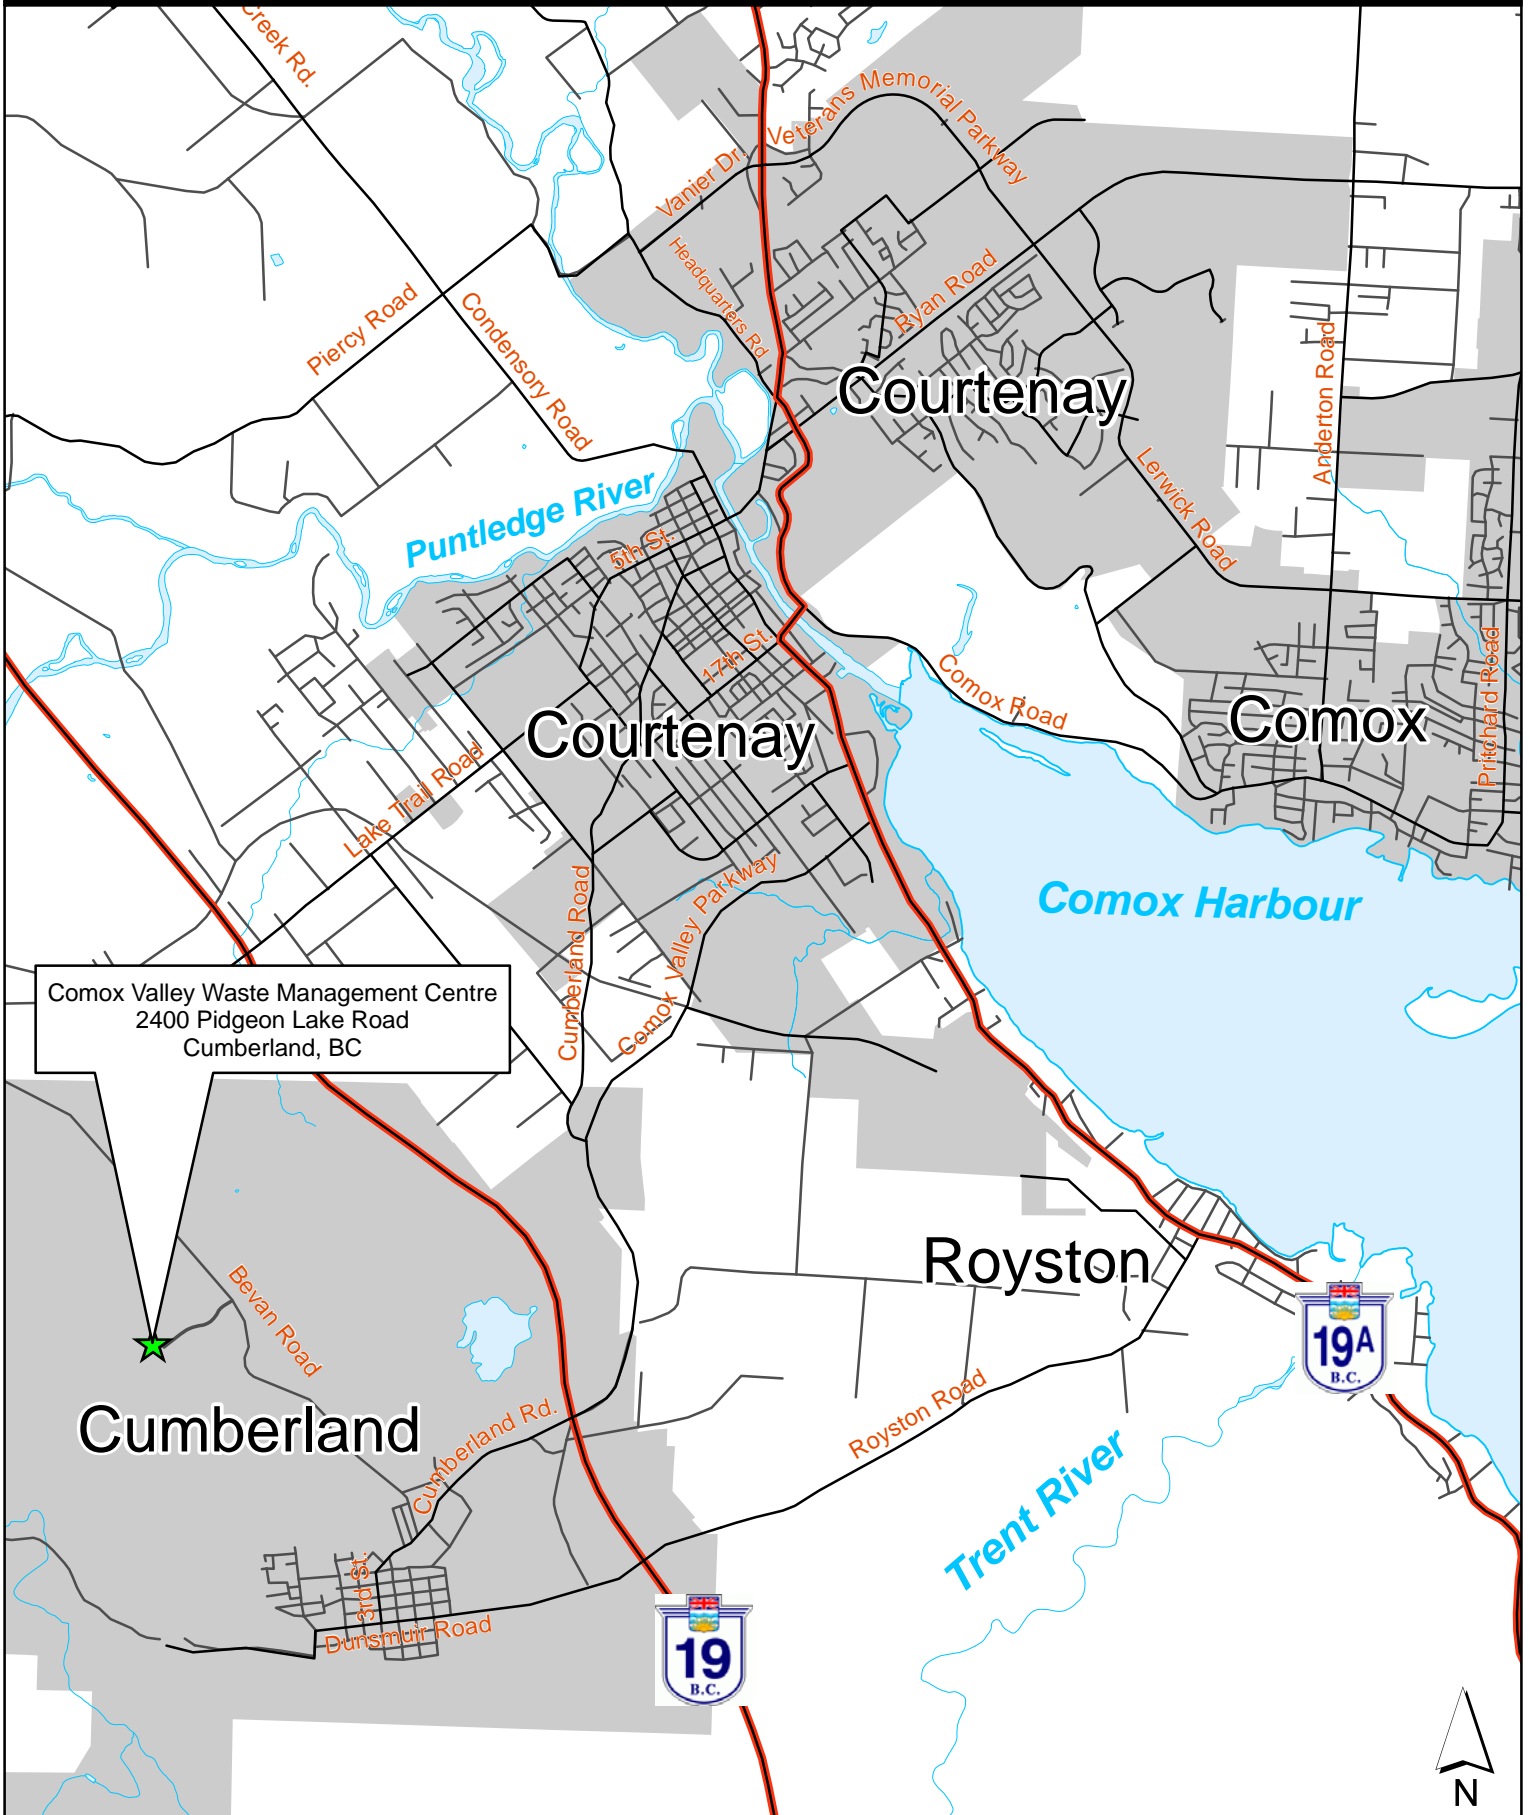 Creek Rd.
Veterans Memorial Parkway
Vanier Dr.
Headquarters Rd
Ryan Road
Piercy Road
Condensory Road
Courtenay
Anderton Road
Lerwick Road
Puntledge River
5th St.
17th St.
Comox Road
Comox
Pritchard Road
Courtenay
Lake Trail Road
Cumberland Road
Comox Valley Parkway
Comox Harbour
Comox Valley Waste Management Centre
2400 Pidgeon Lake Road
Cumberland, BC
Royston
Bevan Road
19A
B.C.
Cumberland
Cumberland Rd.
Royston Road
Trent River
3rd St.
Dunsmuir Road
19
B.C.
N